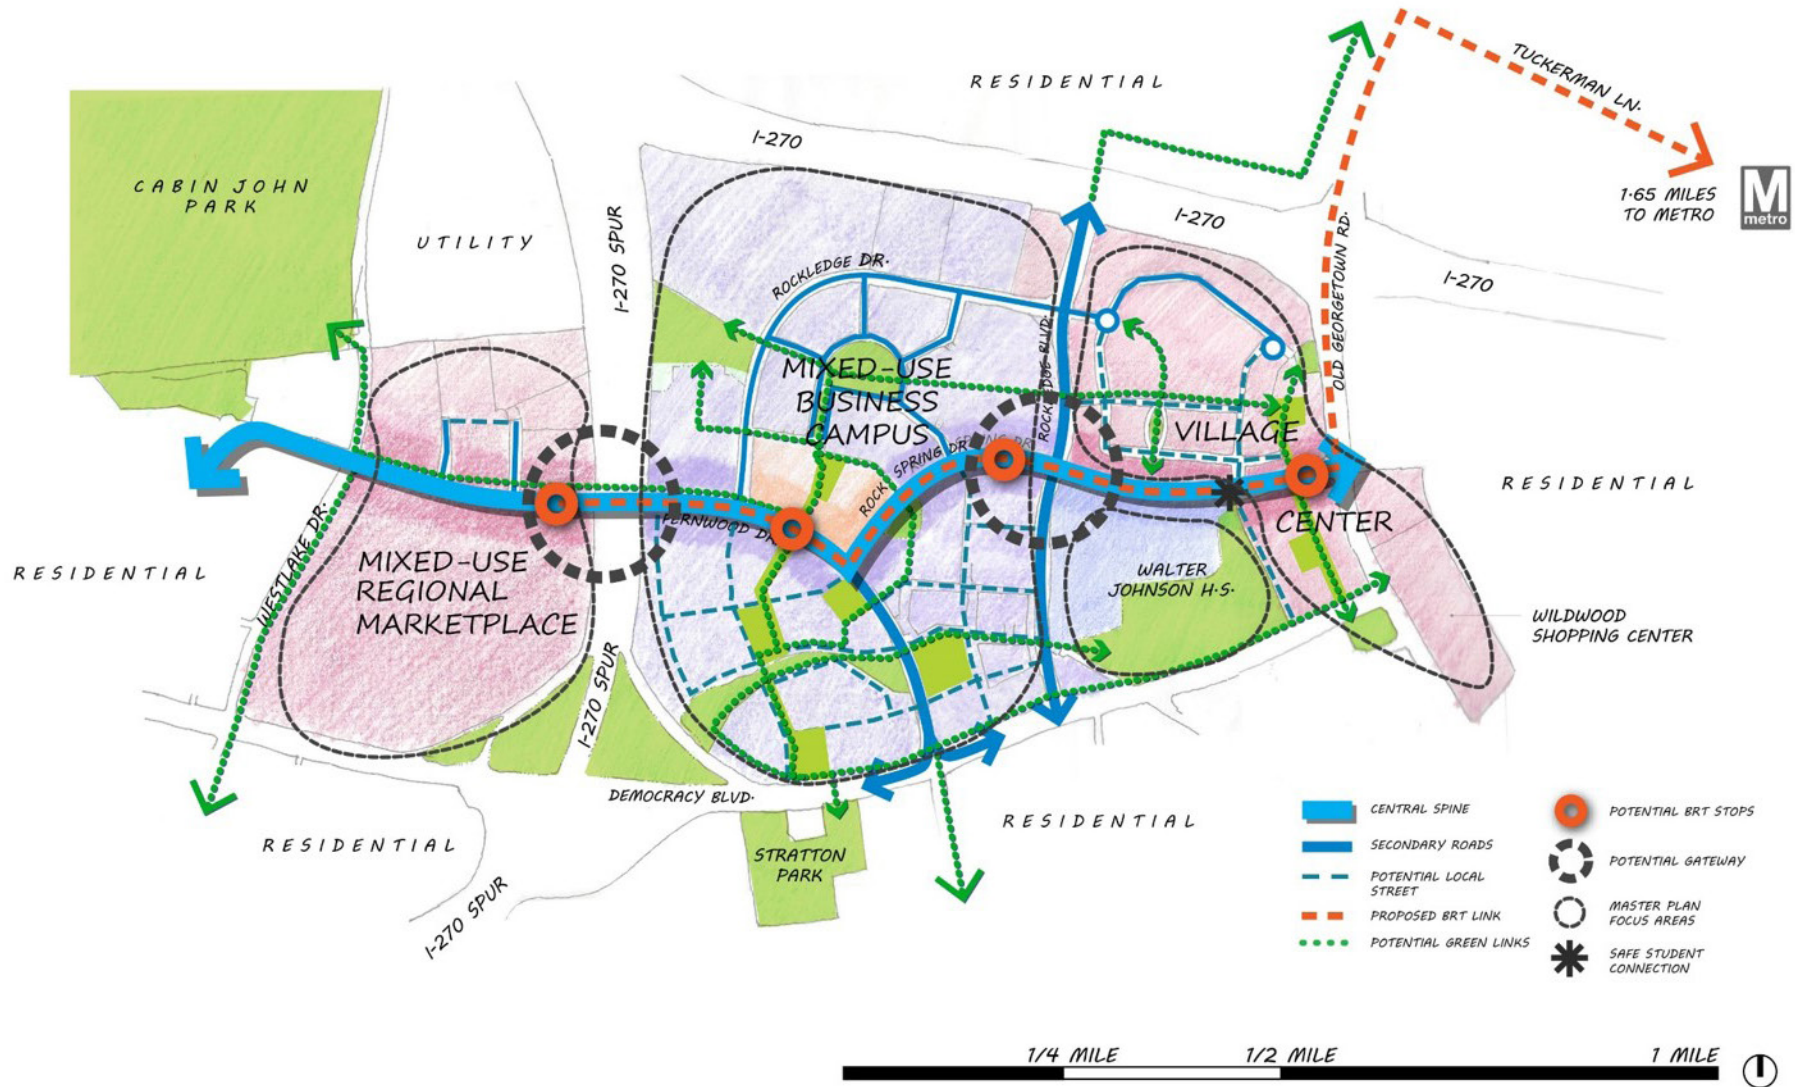 RESIDENTIAL
TUCKERMAN LN.
I-270
CABIN JOHN
PARK
M
metro
1.65 MILES
TO METRO
I-270
UTILITY
I-270 SPUR
OLD GEORGETOWN RD.
ROCKLEDGE DR.
I-270
ROCKLEDGE BLVD.
MIXED-USE
BUSINESS
CAMPUS
VILLAGE
CENTER
SPRING DR.
ROCK SPRING DR.
RESIDENTIAL
FERNWOOD DR.
WESTLAKE DR.
RESIDENTIAL
MIXED-USE
REGIONAL
MARKETPLACE
WALTER
JOHNSON H.S.
WILDWOOD
SHOPPING CENTER
I-270 SPUR
DEMOCRACY BLVD.
RESIDENTIAL
RESIDENTIAL
STRATTON
PARK
I-270 SPUR
CENTRAL SPINE
SECONDARY ROADS
POTENTIAL LOCAL
STREET
PROPOSED BRT LINK
POTENTIAL GREEN LINKS
POTENTIAL BRT STOPS
POTENTIAL GATEWAY
MASTER PLAN
FOCUS AREAS
SAFE STUDENT
CONNECTION
1/4 MILE
1/2 MILE
1 MILE